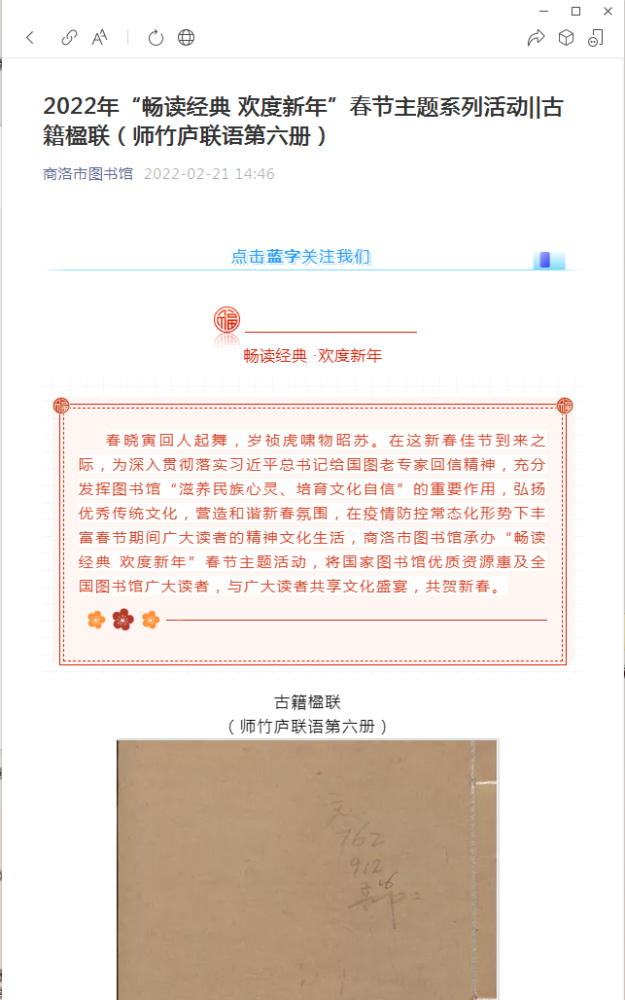 2022年“畅读经典 欢度新年”春节主题系列活动||古
籍楹联（师竹庐联语第六册）
商洛市图书馆 2022-02-21 14:46
点击蓝字关注我们
福
畅读经典 ·欢度新年
福 福
春晓寅回人起舞，岁祯虎啸物昭苏。在这新春佳节到来之
际，为深入贯彻落实习近平总书记给国图老专家回信精神，充分
发挥图书馆“滋养民族心灵、培育文化自信”的重要作用，弘扬
优秀传统文化，营造和谐新春氛围，在疫情防控常态化形势下丰
富春节期间广大读者的精神文化生活，商洛市图书馆承办“畅读
经典 欢度新年”春节主题活动，将国家图书馆优质资源惠及全
国图书馆广大读者，与广大读者共享文化盛宴，共贺新春。
古籍楹联
（师竹庐联语第六册）
文
762
912